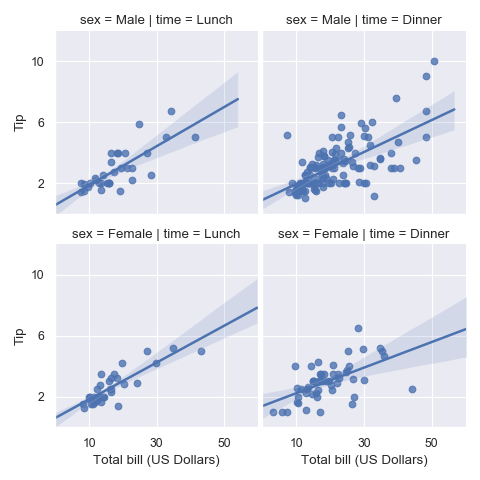 sex = Male | time = Lunch
sex = Male | time = Dinner
Tip
10
6
2
sex = Female | time = Lunch
sex = Female | time = Dinner
Tip
10
6
2
10 30 50
10 30 50
Total bill (US Dollars)
Total bill (US Dollars)